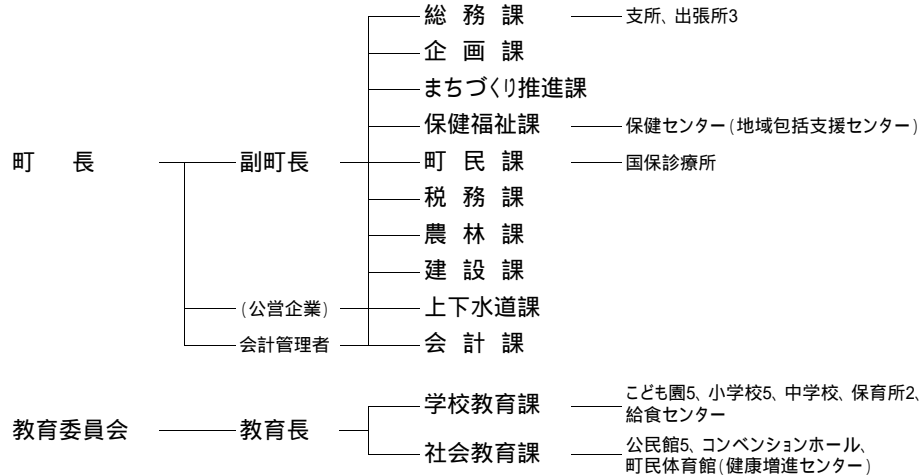 総務課 支所、出張所3
企画課
まちづくり推進課
保健福祉課 保健センター(地域包括支援センター)
町長 副町長 町民課 国保診療所
税務課
農林課
建設課
(公営企業) 上下水道課
会計管理者 会計課
学校教育課 こども園5、小学校5、中学校、保育所2、
給食センター
教育委員会 教育長
社会教育課 公民館5、コンベンションホール、
町民体育館(健康増進センター)